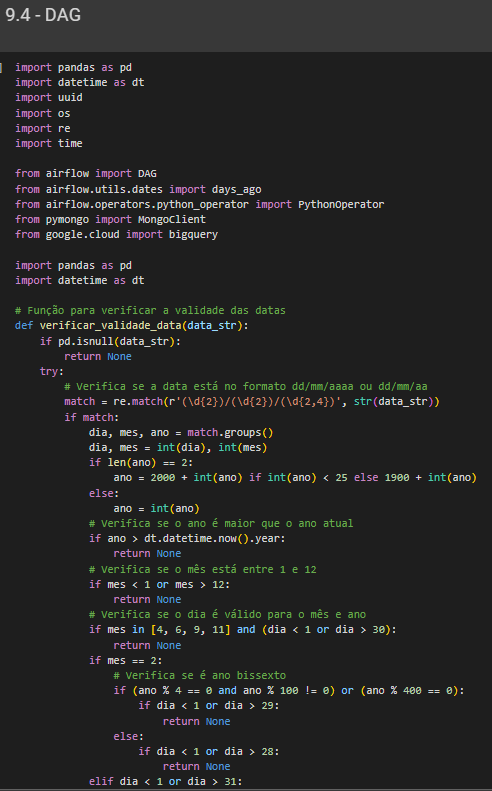 9.4 - DAG
import pandas as pd
import datetime as dt
import uuid
import os
import re
import time
from airflow import DAG
from airflow.utils.dates import days_ago
from airflow.operators.python_operator import PythonOperator
from pymongo import MongoClient
from google.cloud import bigquery
import pandas as pd
import datetime as dt
# Função para verificar a validade das datas
def verificar_validade_data(data_str):
    if pd.isnull(data_str):
        return None
    try:
        # Verifica se a data está no formato dd/mm/aaaa ou dd/mm/aa
        match = re.match(r'(\d{2})/(\d{2})/(\d{2,4})', str(data_str))
        if match:
            dia, mes, ano = match.groups()
            dia, mes = int(dia), int(mes)
            if len(ano) == 2:
                ano = 2000 + int(ano) if int(ano) < 25 else 1900 + int(ano)
            else:
                ano = int(ano)
            # Verifica se o ano é maior que o ano atual
            if ano > dt.datetime.now().year:
                return None
            # Verifica se o mês está entre 1 e 12
            if mes < 1 or mes > 12:
                return None
            # Verifica se o dia é válido para o mês e ano
            if mes in [4, 6, 9, 11] and (dia < 1 or dia > 30):
                return None
            if mes == 2:
                # Verifica se é ano bissexto
                if (ano % 4 == 0 and ano % 100 != 0) or (ano % 400 == 0):
                    if dia < 1 or dia > 29:
                        return None
                else:
                    if dia < 1 or dia > 28:
                        return None
            elif dia < 1 or dia > 31: